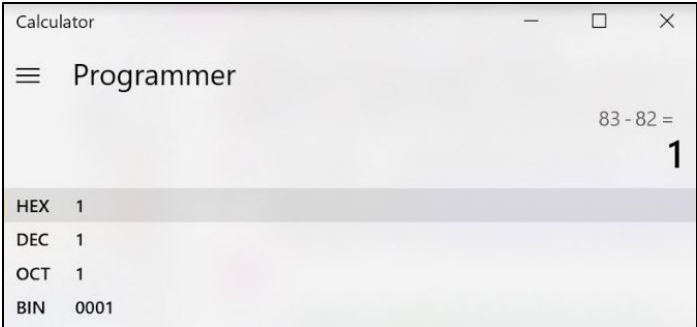 Calculator
Programmer
83 - 82 =
1
HEX 1
DEC 1
OCT 1
BIN 0001